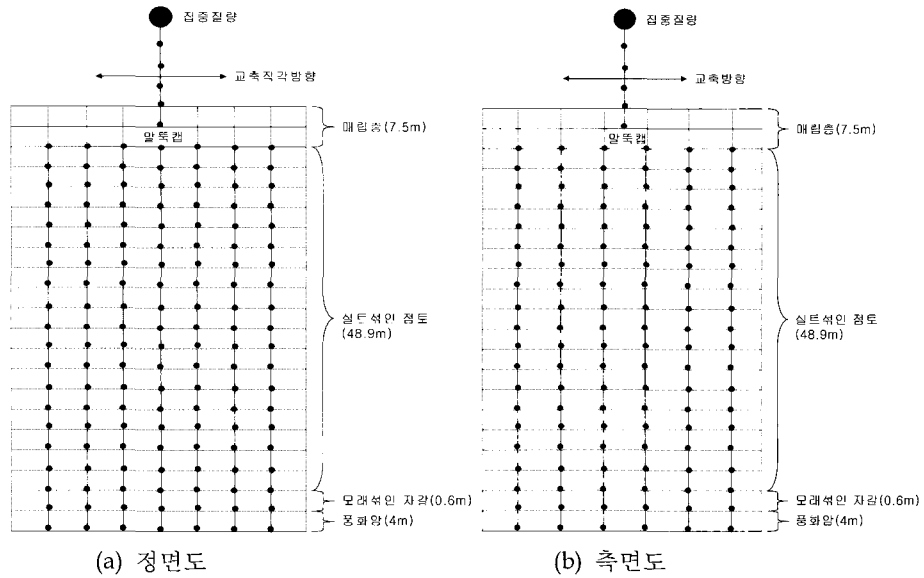 집중질량
교축직각방향
매립층(7.5m)
말뚝캡
실트섞인 점토
(48.9m)
모래섞인 자갈(0.6m)
풍화암(4m)
(a) 정면도
집중질량
교축방향
매립층(7.5m)
말뚝캡
실트섞인 점토
(48.9m)
모래섞인 자갈(0.6m)
풍화암(4m)
(b) 측면도